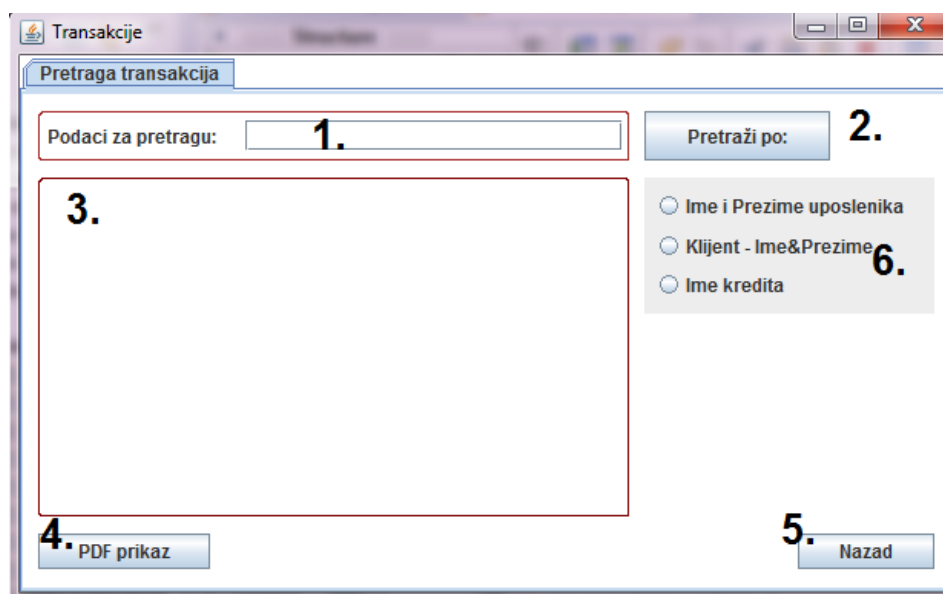 Transakcije
Pretraga transakcija
Podaci za pretragu: 1.
Pretraži po: 2.
3.
Ime i Prezime uposlenika
Klijent - Ime&Prezime
6.
Ime kredita
4. PDF prikaz
5. Nazad